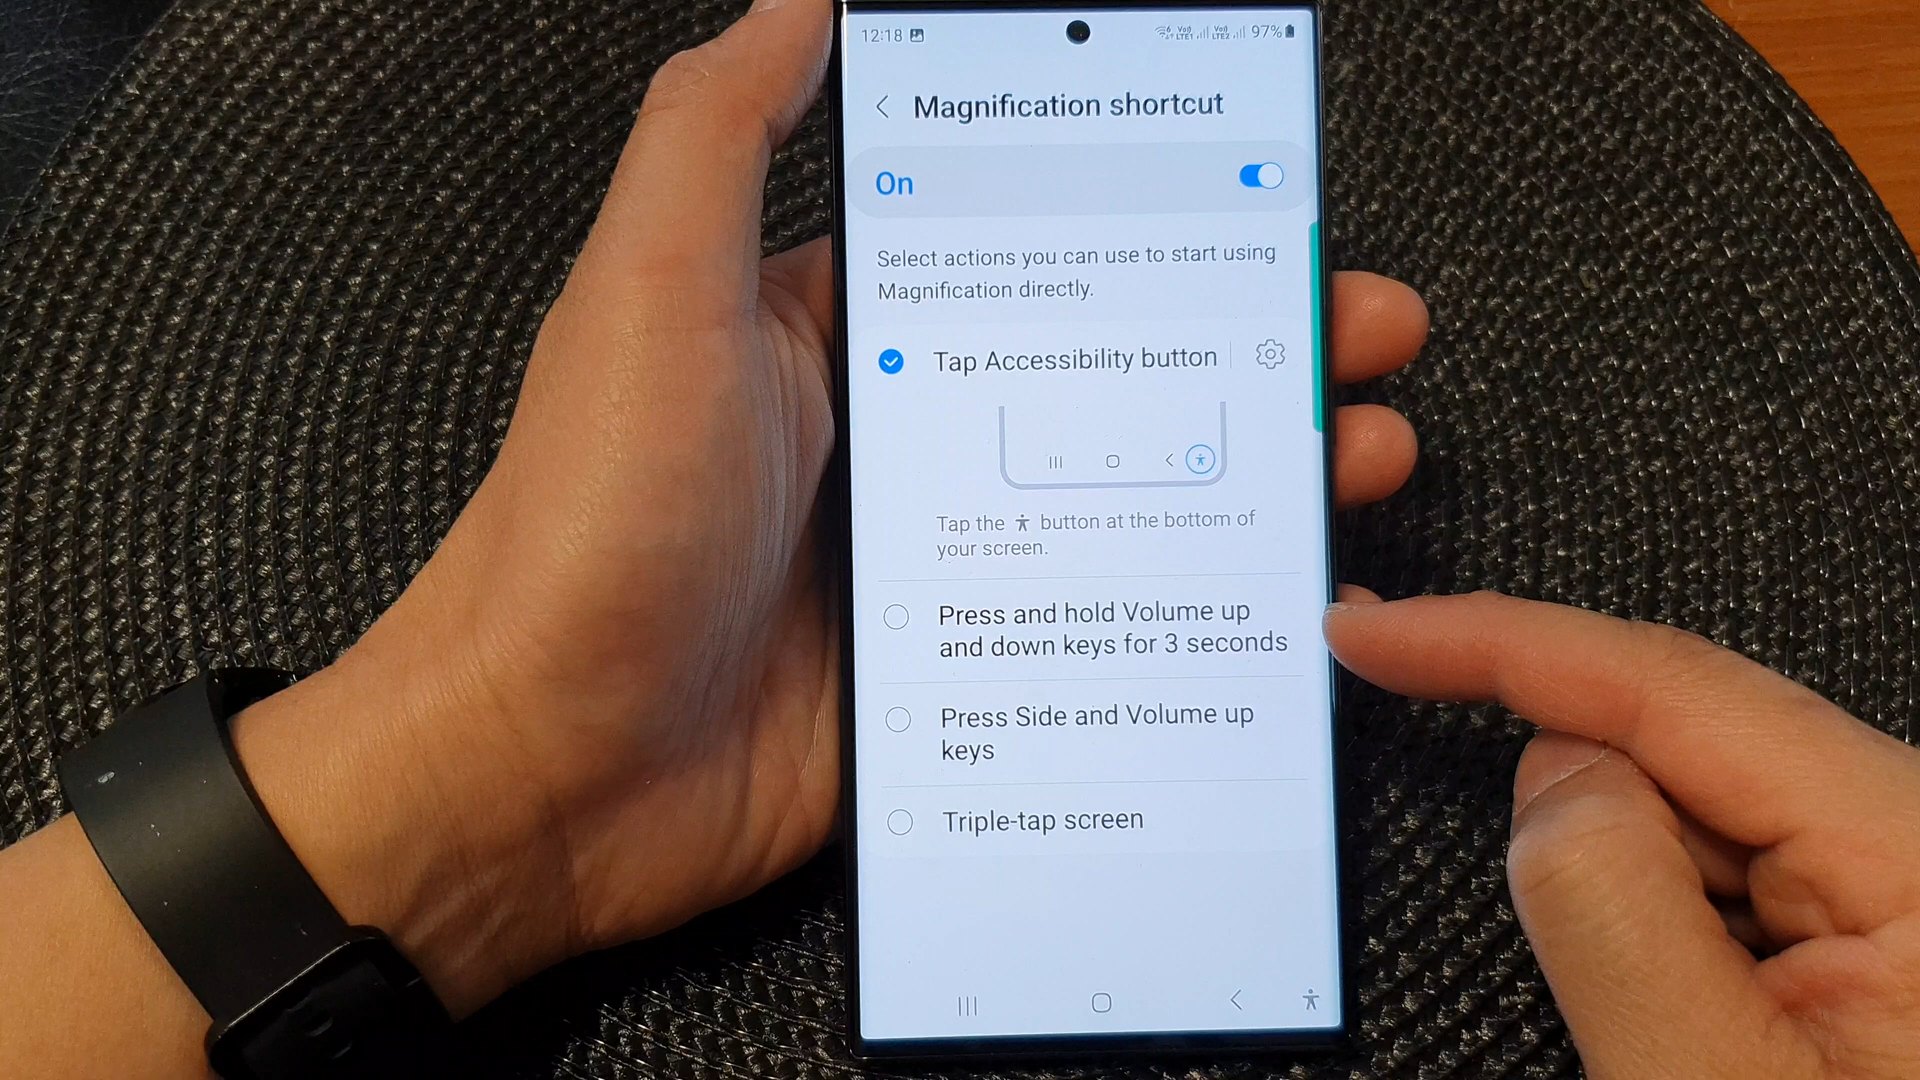 12:18
97%
Magnification shortcut
On
Select actions you can use to start using
Magnification directly.
Tap Accessibility button
Tap the button at the bottom of
your screen.
Press and hold Volume up
and down keys for 3 seconds
Press Side and Volume up
keys
Triple-tap screen